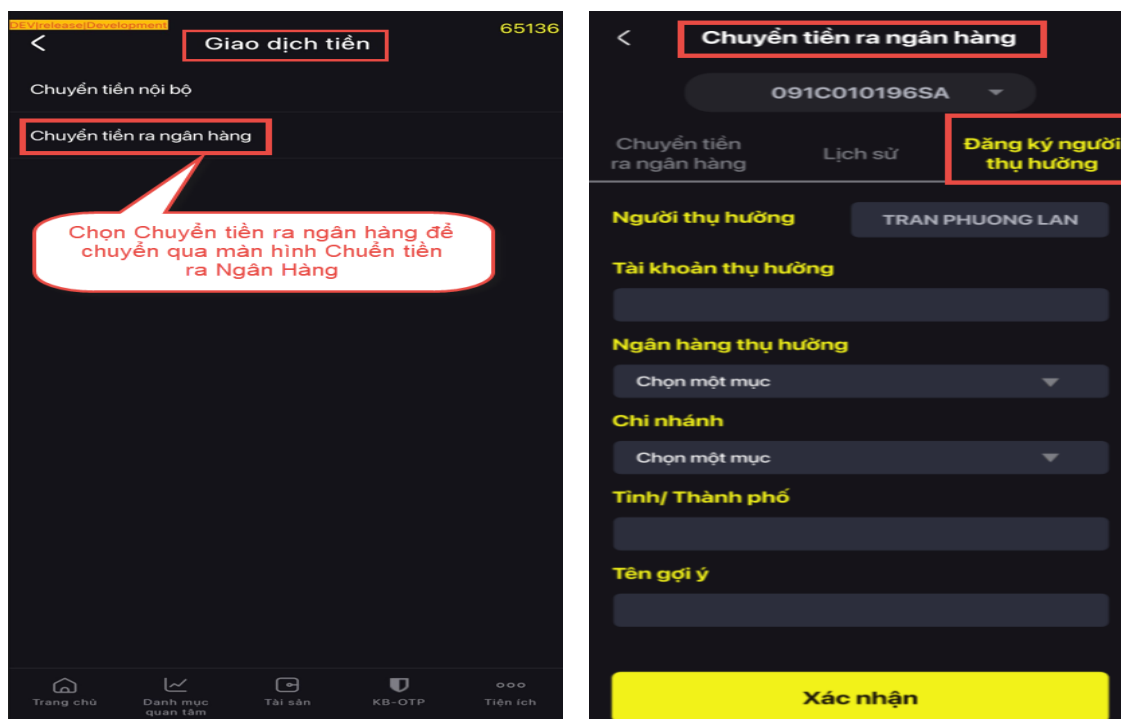 DEV|release|Development
65136
Giao dịch tiền
Chuyển tiền nội bộ
Chuyển tiền ra ngân hàng
Chọn Chuyển tiền ra ngân hàng để
chuyển qua màn hình Chuển tiền
ra Ngân Hàng
Trang chủ
Danh mục
quan tâm
Tài sản
KB-OTP
Tiện ích
Chuyển tiền ra ngân hàng
091C010196SA
Chuyển tiền
ra ngân hàng
Lịch sử
Đăng ký người
thụ hưởng
Người thụ hưởng
TRAN PHUONG LAN
Tài khoản thụ hưởng
Ngân hàng thụ hưởng
Chọn một mục
Chi nhánh
Chọn một mục
Tỉnh/ Thành phố
Tên gợi ý
Xác nhận